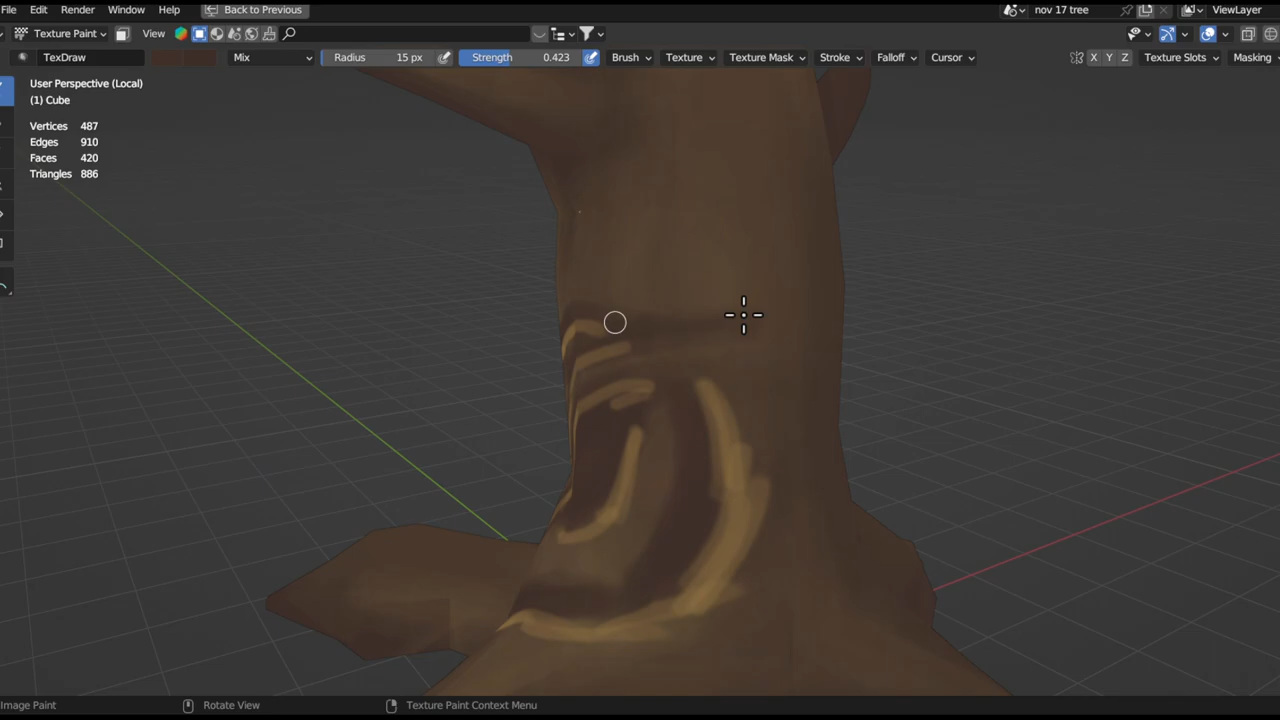 File Edit Render Window Help Back to Previous nov 17 tree ViewLayer
Texture Paint View
TexDraw Mix Radius 15 px Strength 0.423 Brush Texture Texture Mask Stroke Falloff Cursor X Y Z Texture Slots Masking
User Perspective (Local)
(1) Cube
Vertices 487
Edges 910
Faces 420
Triangles 886
Image Paint Rotate View Texture Paint Context Menu